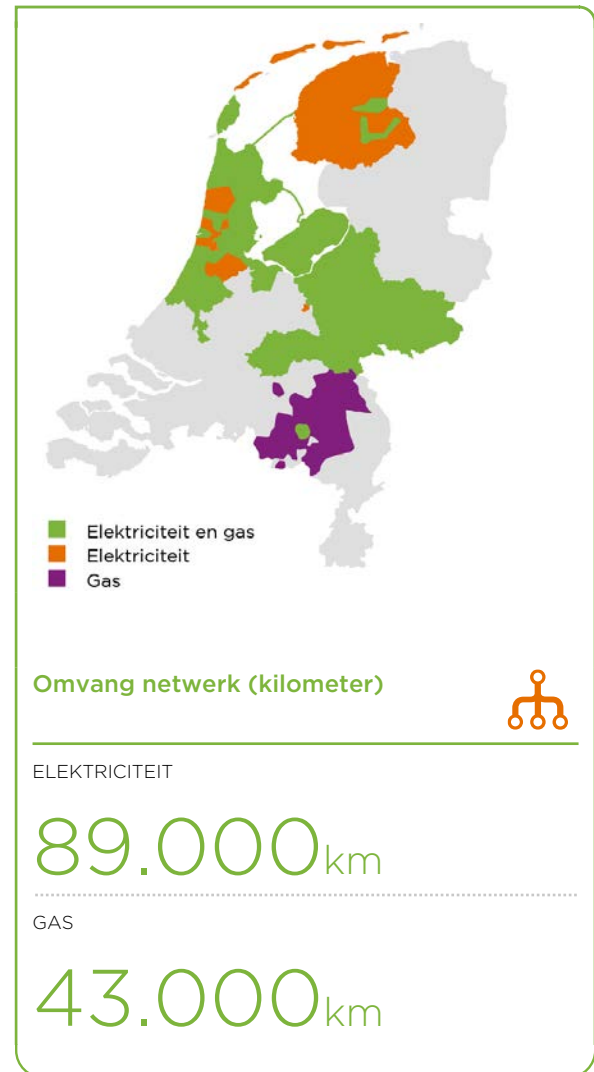 Elektriciteit en gas
Elektriciteit
Gas
Omvang netwerk (kilometer)
ELEKTRICITEIT
89.000km
GAS
43.000km